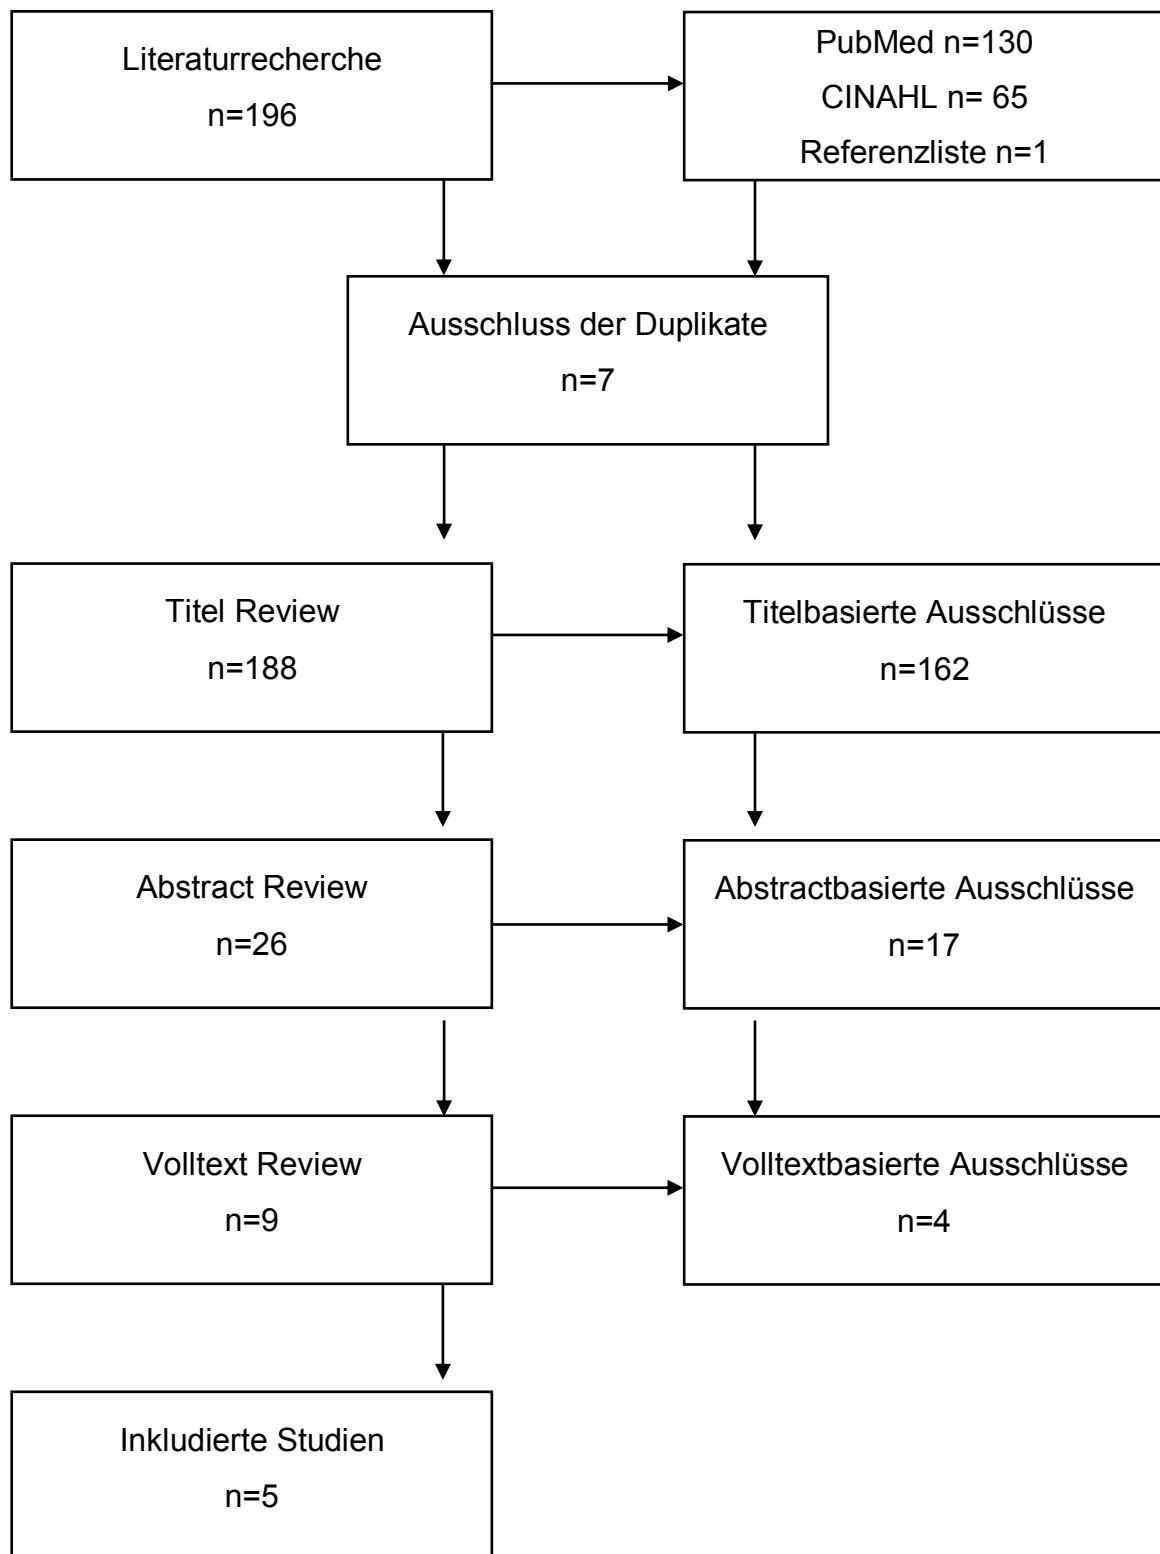 Literaturrecherche
n=196
PubMed n=130
CINAHL n= 65
Referenzliste n=1
Ausschluss der Duplikate
n=7
Titel Review
n=188
Titelbasierte Ausschlüsse
n=162
Abstract Review
n=26
Abstractbasierte Ausschlüsse
n=17
Volltext Review
n=9
Volltextbasierte Ausschlüsse
n=4
Inkludierte Studien
n=5